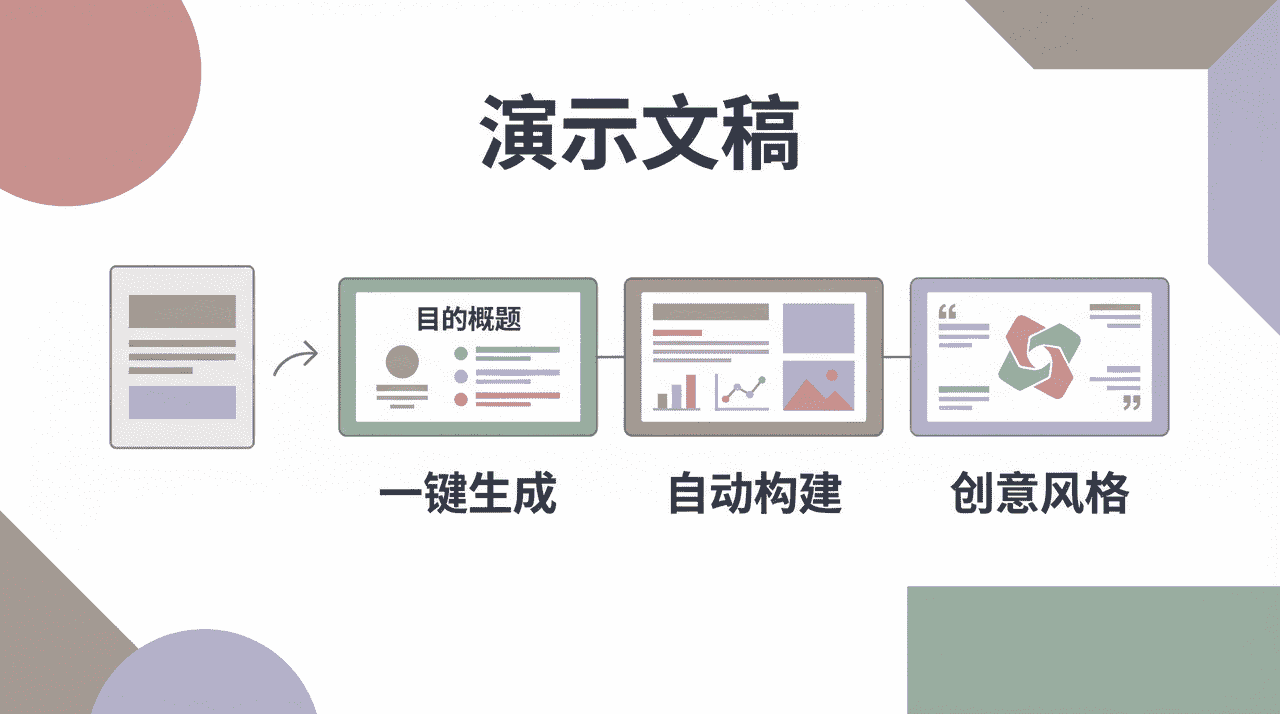 演示文稿
目的概题
一键生成
自动构建
创意风格